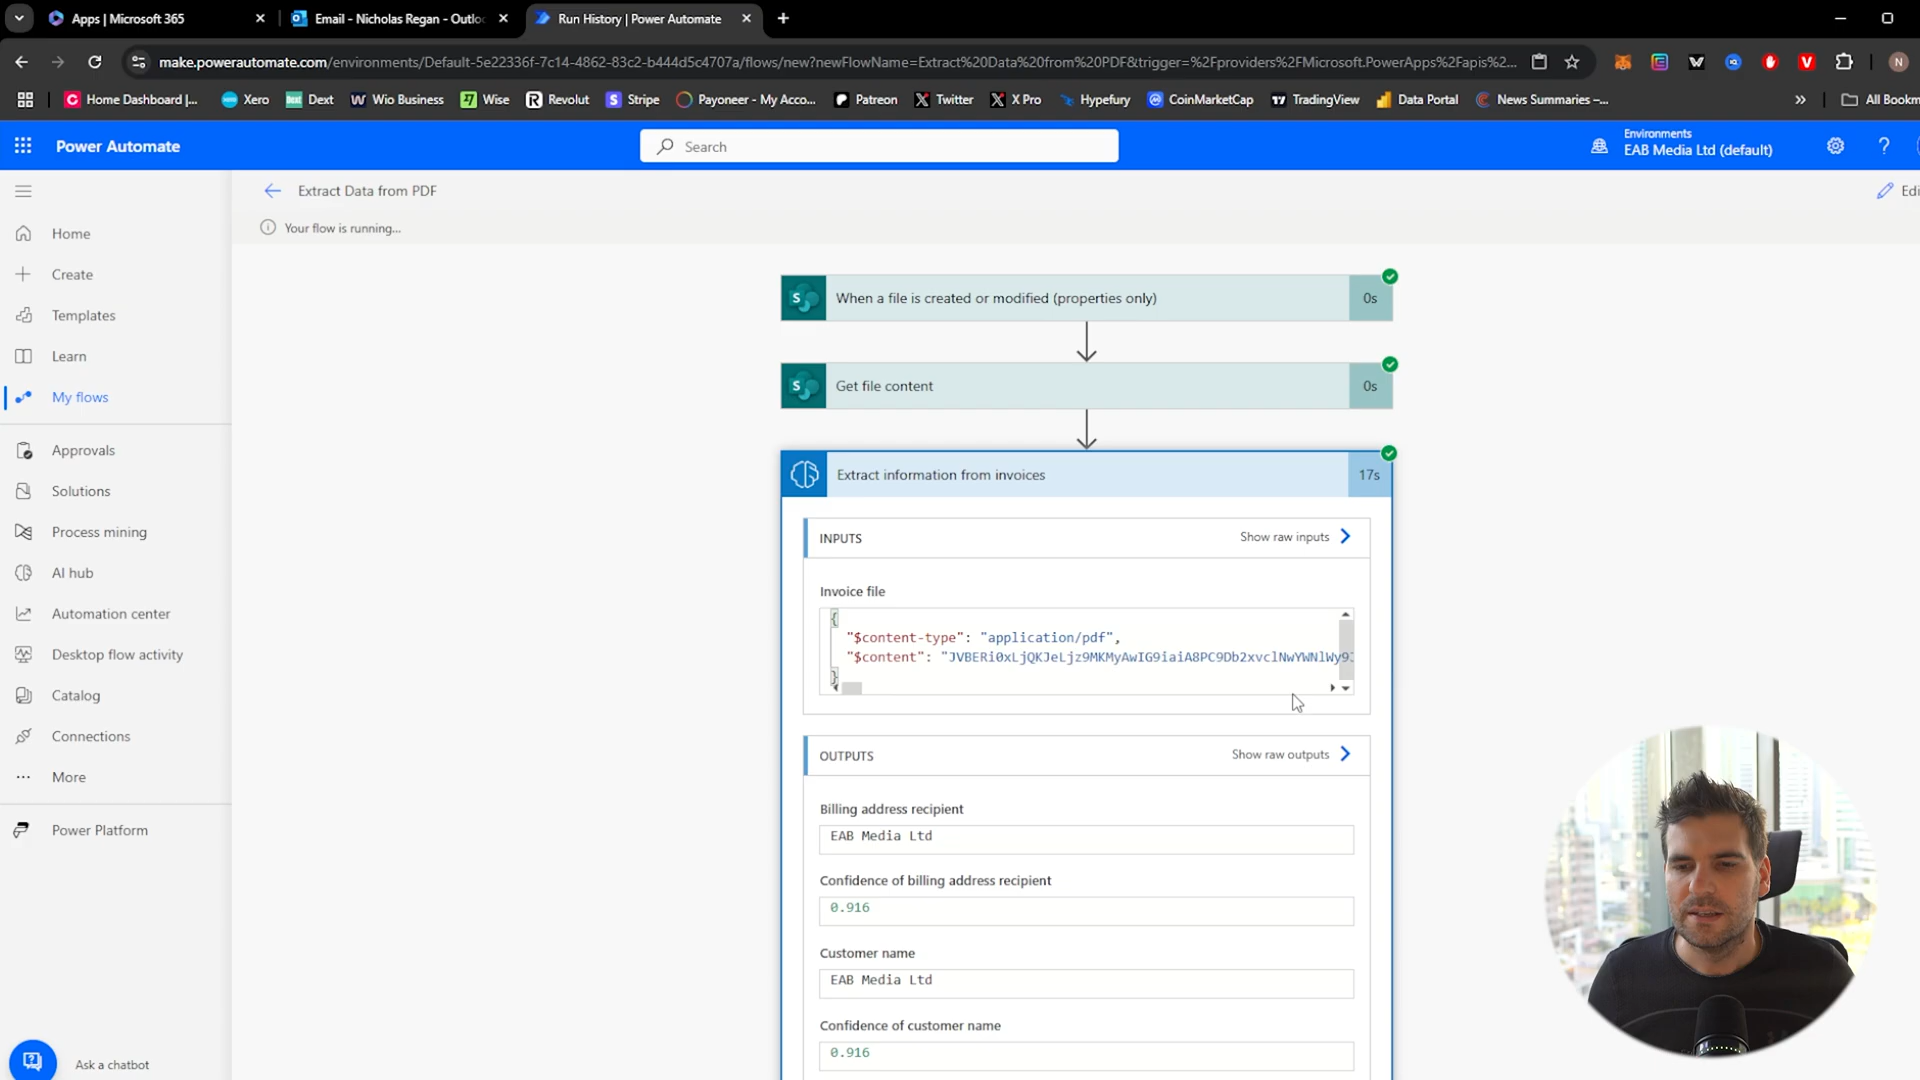 Apps | Microsoft 365
Email - Nicholas Regan - Outloo
Run History | Power Automate
make.powerautomate.com/environments/Default-5e22336f-7c14-4862-83c2-b444d5c4707a/flows/new?newFlowName=Extract%20Data%20from%20PDF&trigger=%2Fproviders%2FMicrosoft.PowerApps%2Fapis%2...
Home Dashboard |...
Xero
Dext
Wio Business
Wise
Revolut
Stripe
Payoneer - My Acco...
Patreon
Twitter
X Pro
Hypefury
CoinMarketCap
TradingView
Data Portal
News Summaries –...
All Bookm
Power Automate
Search
Environments
EAB Media Ltd (default)
Extract Data from PDF
Edi
Your flow is running...
Home
Create
Templates
Learn
My flows
Approvals
Solutions
Process mining
AI hub
Automation center
Desktop flow activity
Catalog
Connections
More
Power Platform
Ask a chatbot
When a file is created or modified (properties only)
0s
Get file content
0s
Extract information from invoices
17s
INPUTS
Show raw inputs
Invoice file
{
"$content-type": "application/pdf",
"$content": "JVBERi0xLjQKJeLjz9MKMyAwIG9iaiA8PC9Db2xvclNwYWNlWy9J
}
OUTPUTS
Show raw outputs
Billing address recipient
EAB Media Ltd
Confidence of billing address recipient
0.916
Customer name
EAB Media Ltd
Confidence of customer name
0.916